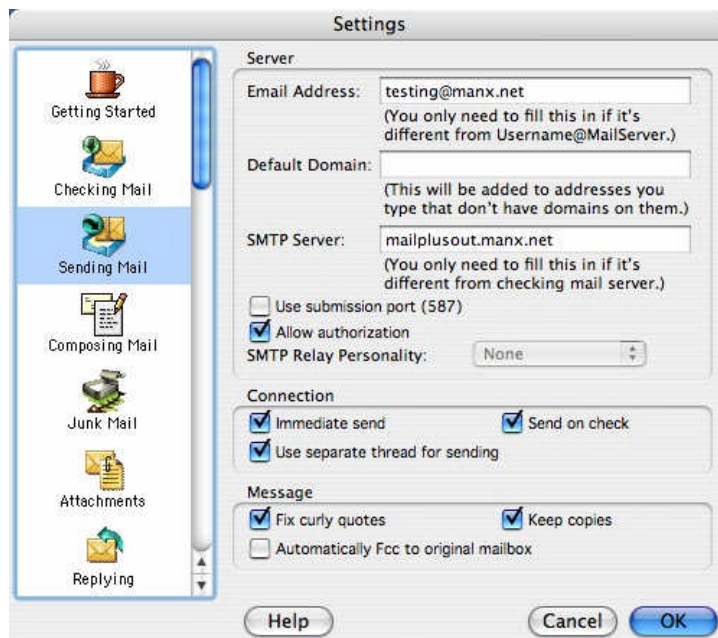 Settings
Getting Started
Checking Mail
Sending Mail
Composing Mail
Junk Mail
Attachments
Replying
Server
Email Address: testing@manx.net
(You only need to fill this in if it's
different from Username@MailServer.)
Default Domain:
(This will be added to addresses you
type that don't have domains on them.)
SMTP Server: mailplusout.manx.net
(You only need to fill this in if it's
different from checking mail server.)
Use submission port (587)
Allow authorization
SMTP Relay Personality: None
Connection
Immediate send Send on check
Use separate thread for sending
Message
Fix curly quotes Keep copies
Automatically Fcc to original mailbox
Help Cancel OK